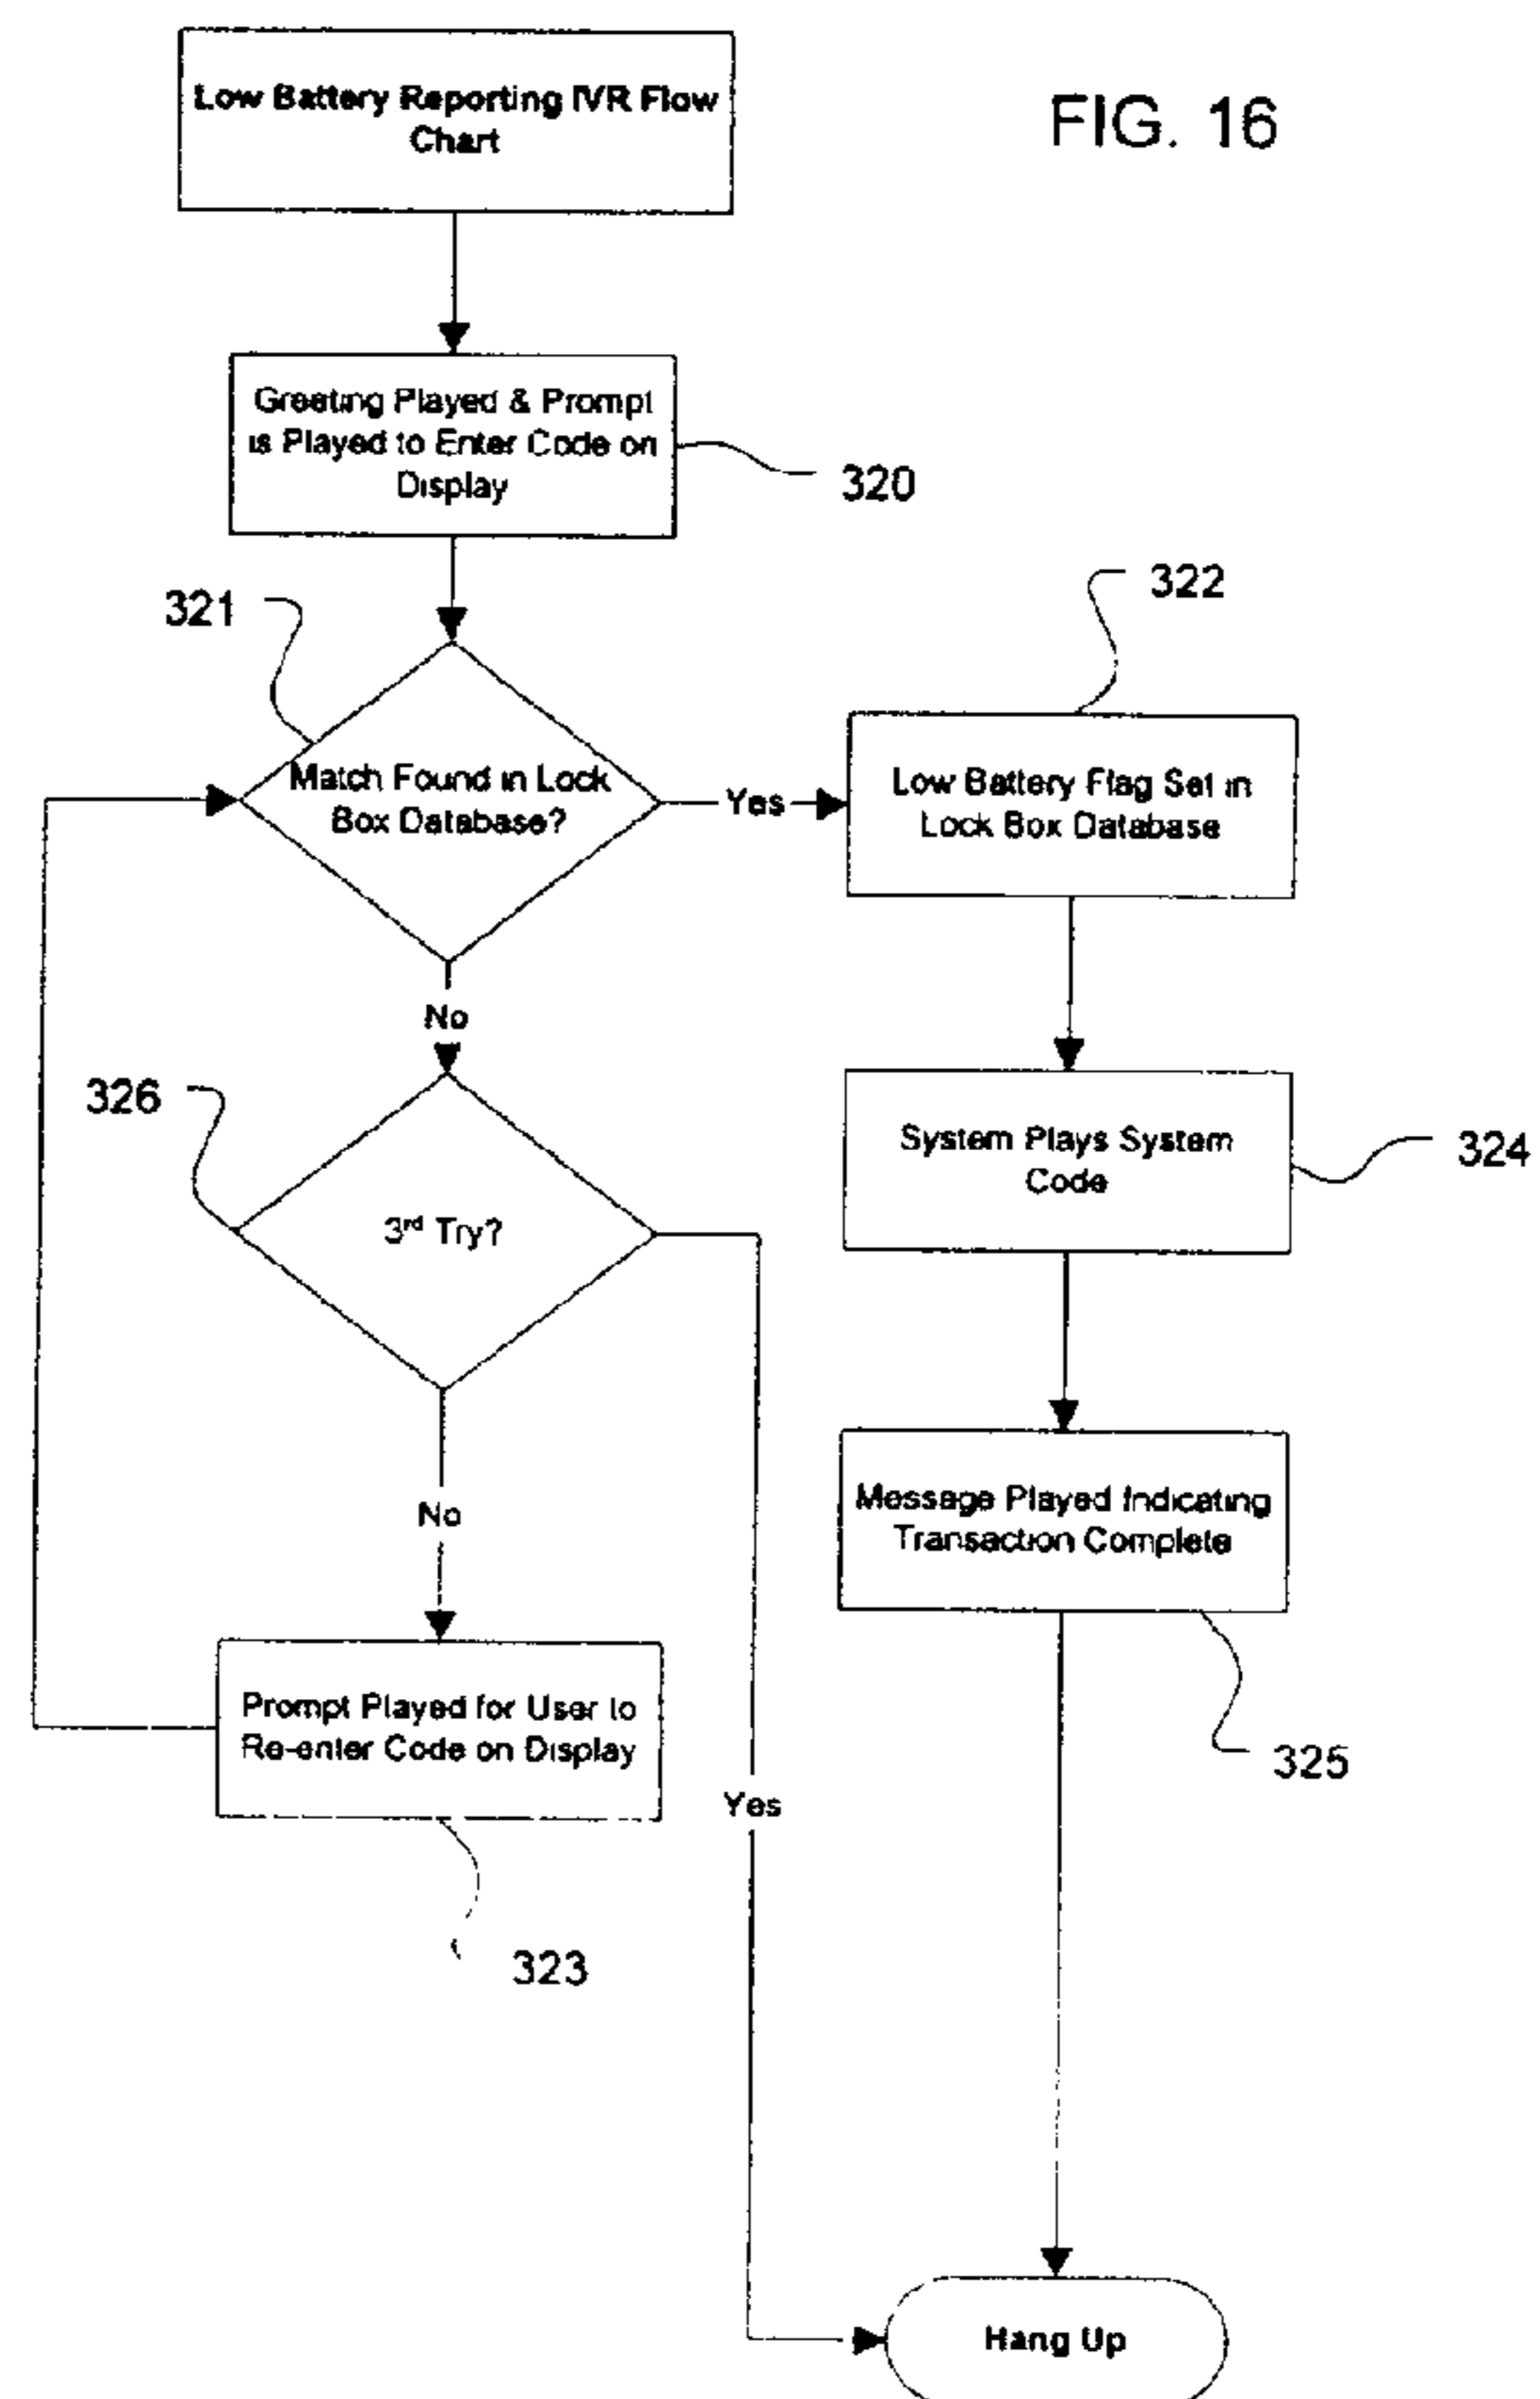 Low Battery Reporting IVR Flow
Chart
FIG. 16
Greeting Played & Prompt
is Played to Enter Code on
Display
320
321
322
Match Found in Lock
Box Database?
Yes
Low Battery Flag Set in
Lock Box Database
No
326
3rd Try?
System Plays System
Code
324
No
Message Played Indicating
Transaction Complete
325
Prompt Played for User to
Re-enter Code on Display
323
Yes
Hang Up